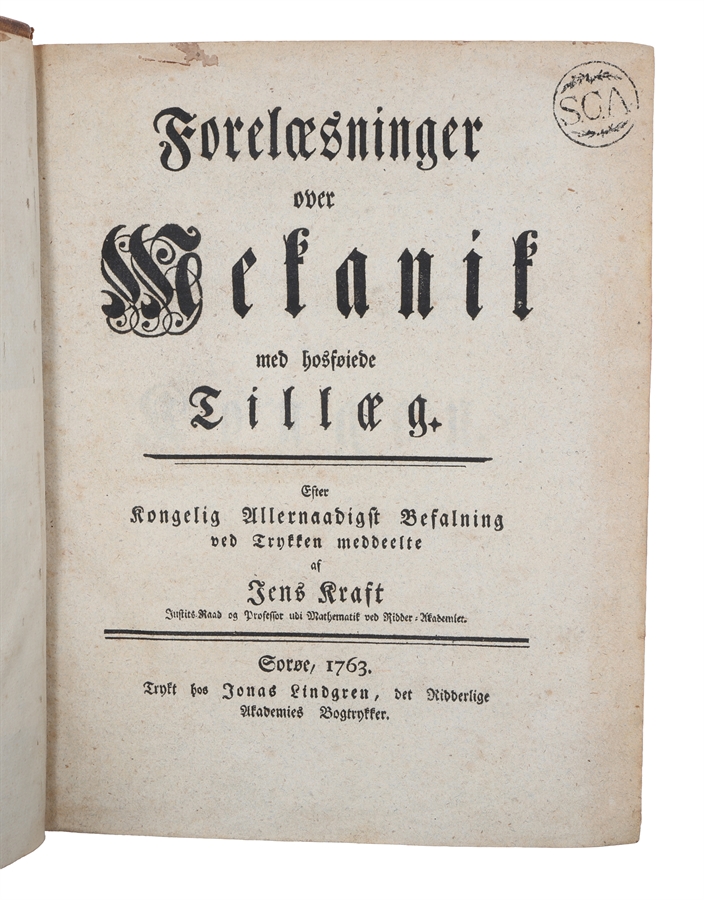 S.C.A.
Forelæsninger
over
Mekanik
med hosføiede
Tillæg.
Efter
Kongelig Allernaadigst Befalning
ved Trykken meddeelte
af
Jens Kraft
Justits-Raad og Professor udi Mathematik ved Ridder-Akademiet.
Sorøe, 1763.
Trykt hos Jonas Lindgren, det Ridderlige
Akademies Bogtrykker.